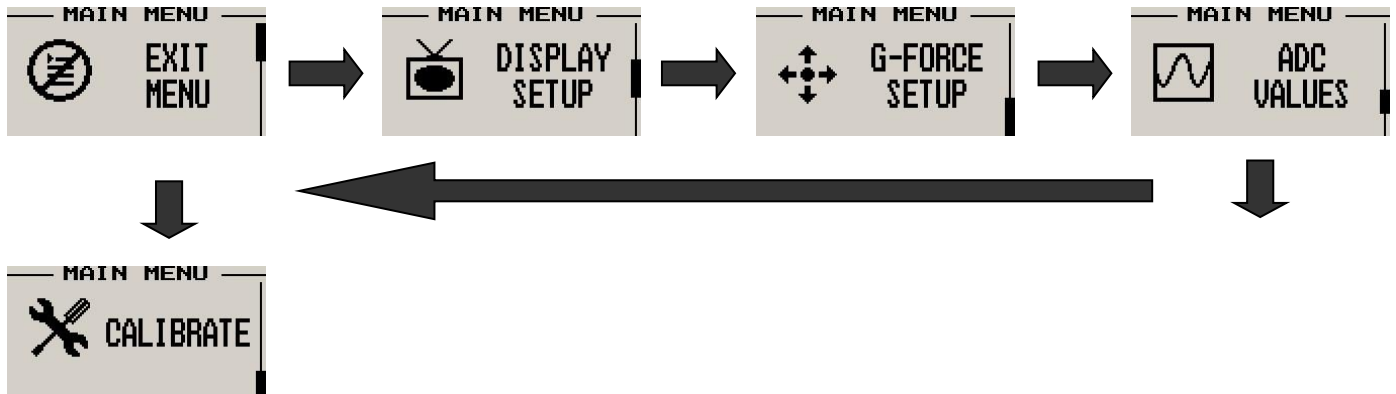 MAIN MENU
EXIT
MENU
MAIN MENU
DISPLAY
SETUP
MAIN MENU
G-FORCE
SETUP
MAIN MENU
ADC
VALUES
MAIN MENU
CALIBRATE